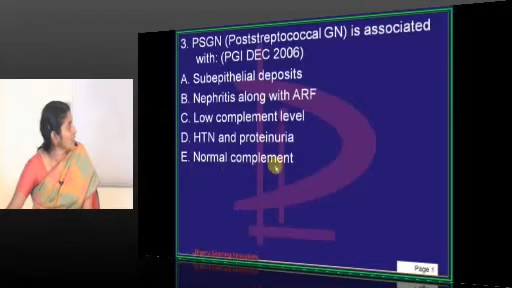 3. PSGN (Poststreptococcal GN) is associated
with: (PGI DEC 2006)
A. Subepithelial deposits
B. Nephritis along with ARF
C. Low complement level
D. HTN and proteinuria
E. Normal complement
Page 1